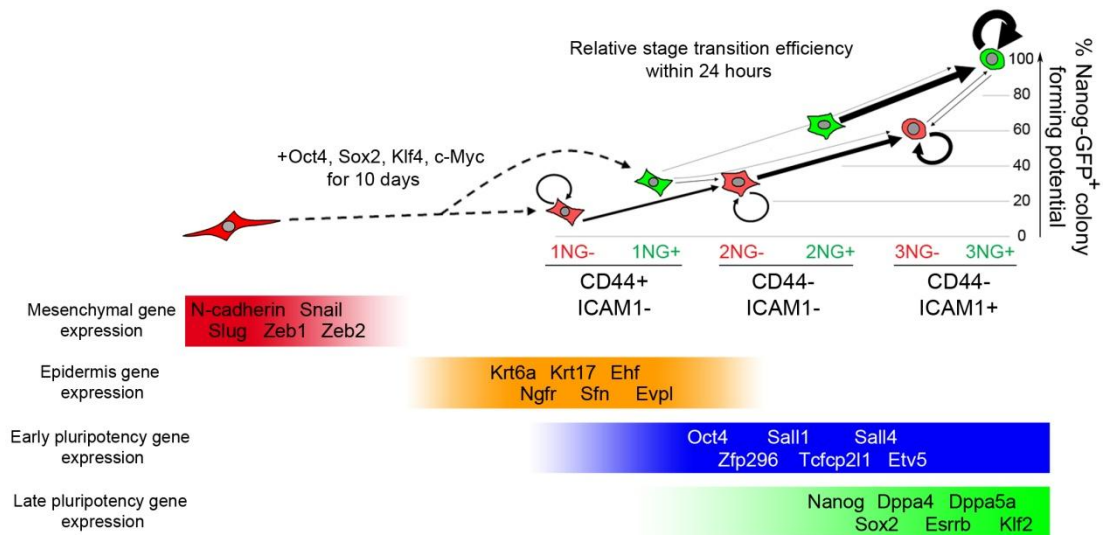 Relative stage transition efficiency
within 24 hours
+Oct4, Sox2, Klf4, c-Myc
for 10 days
100
80
60
40
20
0
% Nanog-GFP+ colony
forming potential
1NG- 1NG+ 2NG- 2NG+ 3NG- 3NG+
CD44+ CD44- CD44-
ICAM1- ICAM1- ICAM1+
Mesenchymal gene
expression
N-cadherin Snail
Slug Zeb1 Zeb2
Epidermis gene
expression
Krt6a Krt17 Ehf
Ngfr Sfn Evpl
Early pluripotency gene
expression
Oct4 Sall1 Sall4
Zfp296 Tcfcp2l1 Etv5
Late pluripotency gene
expression
Nanog Dppa4 Dppa5a
Sox2 Esrrb Klf2